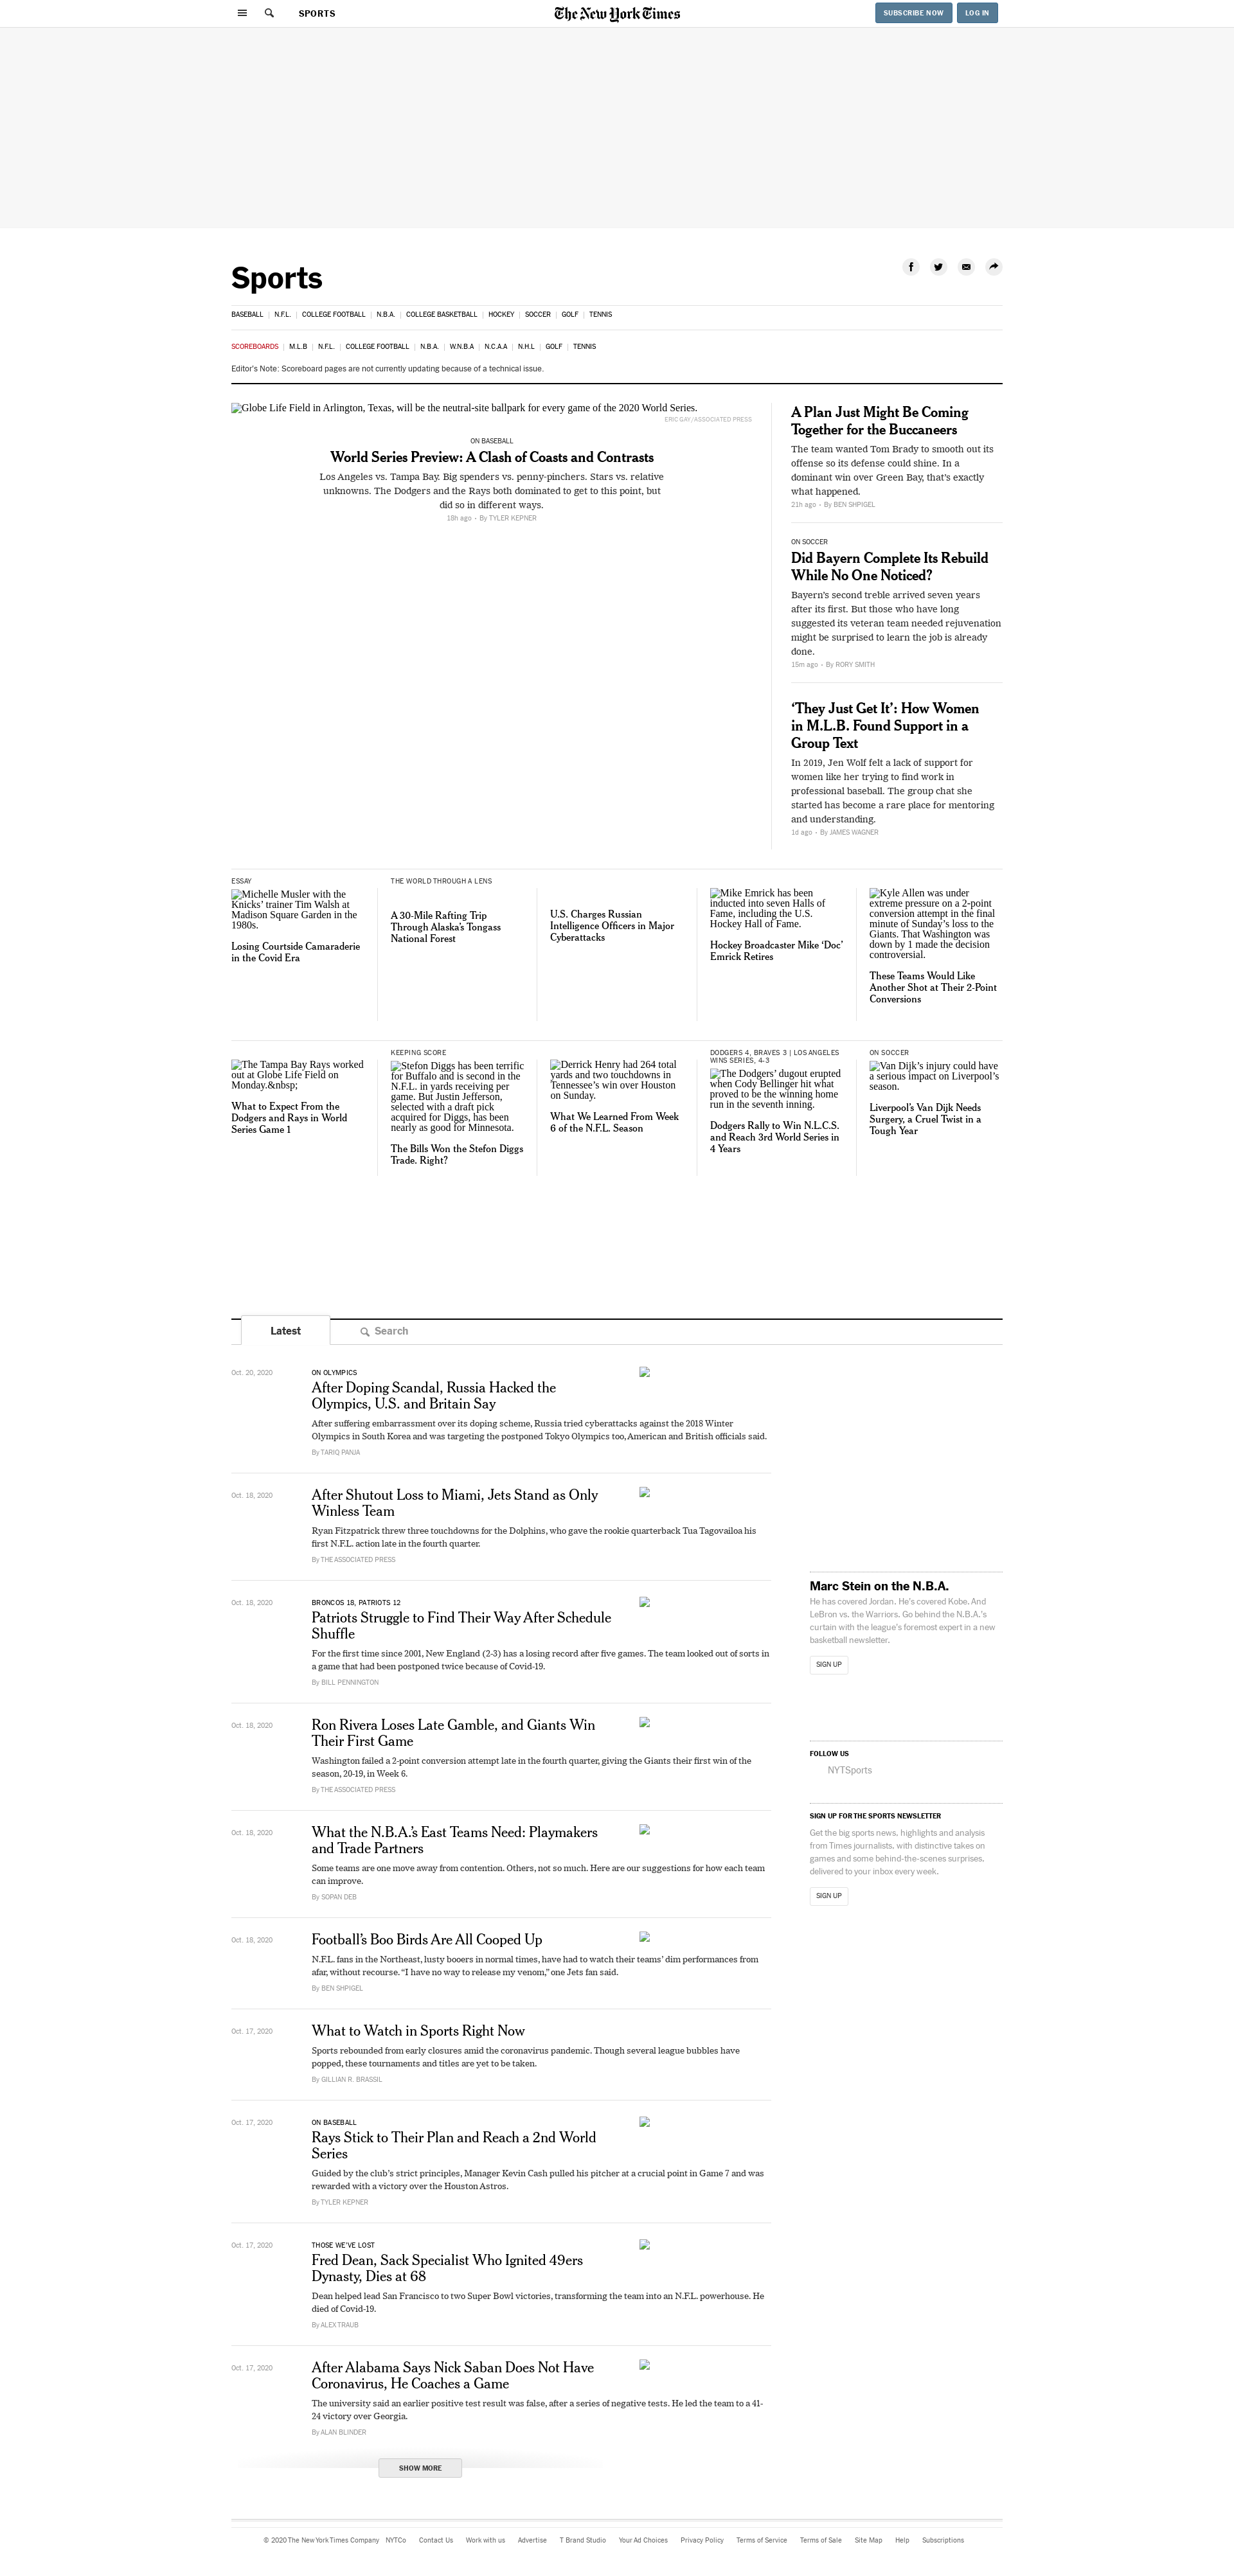 SPORTS
The New York Times
SUBSCRIBE NOW
LOG IN
Sports
BASEBALL | N.F.L. | COLLEGE FOOTBALL | N.B.A. | COLLEGE BASKETBALL | HOCKEY | SOCCER | GOLF | TENNIS
SCOREBOARDS | M.L.B | N.F.L. | COLLEGE FOOTBALL | N.B.A. | W.N.B.A | N.C.A.A | N.H.L | GOLF | TENNIS
Editor's Note: Scoreboard pages are not currently updating because of a technical issue.
Globe Life Field in Arlington, Texas, will be the neutral-site ballpark for every game of the 2020 World Series.
ERIC GAY/ASSOCIATED PRESS
ON BASEBALL
World Series Preview: A Clash of Coasts and Contrasts
Los Angeles vs. Tampa Bay. Big spenders vs. penny-pinchers. Stars vs. relative
unknowns. The Dodgers and the Rays both dominated to get to this point, but
did so in different ways.
18h ago • By TYLER KEPNER
A Plan Just Might Be Coming
Together for the Buccaneers
The team wanted Tom Brady to smooth out its
offense so its defense could shine. In a
dominant win over Green Bay, that's exactly
what happened.
21h ago • By BEN SHPIGEL
ON SOCCER
Did Bayern Complete Its Rebuild
While No One Noticed?
Bayern's second treble arrived seven years
after its first. But those who have long
suggested its veteran team needed rejuvenation
might be surprised to learn the job is already
done.
15m ago • By RORY SMITH
‘They Just Get It’: How Women
in M.L.B. Found Support in a
Group Text
In 2019, Jen Wolf felt a lack of support for
women like her trying to find work in
professional baseball. The group chat she
started has become a rare place for mentoring
and understanding.
1d ago • By JAMES WAGNER
ESSAY
Michelle Musler with the
Knicks’ trainer Tim Walsh at
Madison Square Garden in the
1980s.
Losing Courtside Camaraderie
in the Covid Era
THE WORLD THROUGH A LENS
A 30-Mile Rafting Trip
Through Alaska’s Tongass
National Forest
U.S. Charges Russian
Intelligence Officers in Major
Cyberattacks
Mike Emrick has been
inducted into seven Halls of
Fame, including the U.S.
Hockey Hall of Fame.
Hockey Broadcaster Mike ‘Doc’
Emrick Retires
Kyle Allen was under
extreme pressure on a 2-point
conversion attempt in the final
minute of Sunday’s loss to the
Giants. That Washington was
down by 1 made the decision
controversial.
These Teams Would Like
Another Shot at Their 2-Point
Conversions
The Tampa Bay Rays worked
out at Globe Life Field on
Monday.&nbsp;
What to Expect From the
Dodgers and Rays in World
Series Game 1
KEEPING SCORE
Stefon Diggs has been terrific
for Buffalo and is second in the
N.F.L. in yards receiving per
game. But Justin Jefferson,
selected with a draft pick
acquired for Diggs, has been
nearly as good for Minnesota.
The Bills Won the Stefon Diggs
Trade. Right?
Derrick Henry had 264 total
yards and two touchdowns in
Tennessee’s win over Houston
on Sunday.
What We Learned From Week
6 of the N.F.L. Season
DODGERS 4, BRAVES 3 | LOS ANGELES
WINS SERIES, 4-3
The Dodgers’ dugout erupted
when Cody Bellinger hit what
proved to be the winning home
run in the seventh inning.
Dodgers Rally to Win N.L.C.S.
and Reach 3rd World Series in
4 Years
ON SOCCER
Van Dijk’s injury could have
a serious impact on Liverpool’s
season.
Liverpool’s Van Dijk Needs
Surgery, a Cruel Twist in a
Tough Year
Latest
Search
Oct. 20, 2020
ON OLYMPICS
After Doping Scandal, Russia Hacked the
Olympics, U.S. and Britain Say
After suffering embarrassment over its doping scheme, Russia tried cyberattacks against the 2018 Winter
Olympics in South Korea and was targeting the postponed Tokyo Olympics too, American and British officials said.
By TARIQ PANJA
Oct. 18, 2020
After Shutout Loss to Miami, Jets Stand as Only
Winless Team
Ryan Fitzpatrick threw three touchdowns for the Dolphins, who gave the rookie quarterback Tua Tagovailoa his
first N.F.L. action late in the fourth quarter.
By THE ASSOCIATED PRESS
Oct. 18, 2020
BRONCOS 18, PATRIOTS 12
Patriots Struggle to Find Their Way After Schedule
Shuffle
For the first time since 2001, New England (2-3) has a losing record after five games. The team looked out of sorts in
a game that had been postponed twice because of Covid-19.
By BILL PENNINGTON
Oct. 18, 2020
Ron Rivera Loses Late Gamble, and Giants Win
Their First Game
Washington failed a 2-point conversion attempt late in the fourth quarter, giving the Giants their first win of the
season, 20-19, in Week 6.
By THE ASSOCIATED PRESS
Oct. 18, 2020
What the N.B.A.’s East Teams Need: Playmakers
and Trade Partners
Some teams are one move away from contention. Others, not so much. Here are our suggestions for how each team
can improve.
By SOPAN DEB
Oct. 18, 2020
Football’s Boo Birds Are All Cooped Up
N.F.L. fans in the Northeast, lusty booers in normal times, have had to watch their teams’ dim performances from
afar, without recourse. “I have no way to release my venom,” one Jets fan said.
By BEN SHPIGEL
Oct. 17, 2020
What to Watch in Sports Right Now
Sports rebounded from early closures amid the coronavirus pandemic. Though several league bubbles have
popped, these tournaments and titles are yet to be taken.
By GILLIAN R. BRASSIL
Oct. 17, 2020
ON BASEBALL
Rays Stick to Their Plan and Reach a 2nd World
Series
Guided by the club’s strict principles, Manager Kevin Cash pulled his pitcher at a crucial point in Game 7 and was
rewarded with a victory over the Houston Astros.
By TYLER KEPNER
Oct. 17, 2020
THOSE WE’VE LOST
Fred Dean, Sack Specialist Who Ignited 49ers
Dynasty, Dies at 68
Dean helped lead San Francisco to two Super Bowl victories, transforming the team into an N.F.L. powerhouse. He
died of Covid-19.
By ALEX TRAUB
Oct. 17, 2020
After Alabama Says Nick Saban Does Not Have
Coronavirus, He Coaches a Game
The university said an earlier positive test result was false, after a series of negative tests. He led the team to a 41-
24 victory over Georgia.
By ALAN BLINDER
SHOW MORE
Marc Stein on the N.B.A.
He has covered Jordan. He’s covered Kobe. And
LeBron vs. the Warriors. Go behind the N.B.A.’s
curtain with the league’s foremost expert in a new
basketball newsletter.
SIGN UP
FOLLOW US
NYTSports
SIGN UP FOR THE SPORTS NEWSLETTER
Get the big sports news, highlights and analysis
from Times journalists, with distinctive takes on
games and some behind-the-scenes surprises,
delivered to your inbox every week.
SIGN UP
© 2020 The New York Times Company NYTCo Contact Us Work with us Advertise T Brand Studio Your Ad Choices Privacy Policy Terms of Service Terms of Sale Site Map Help Subscriptions